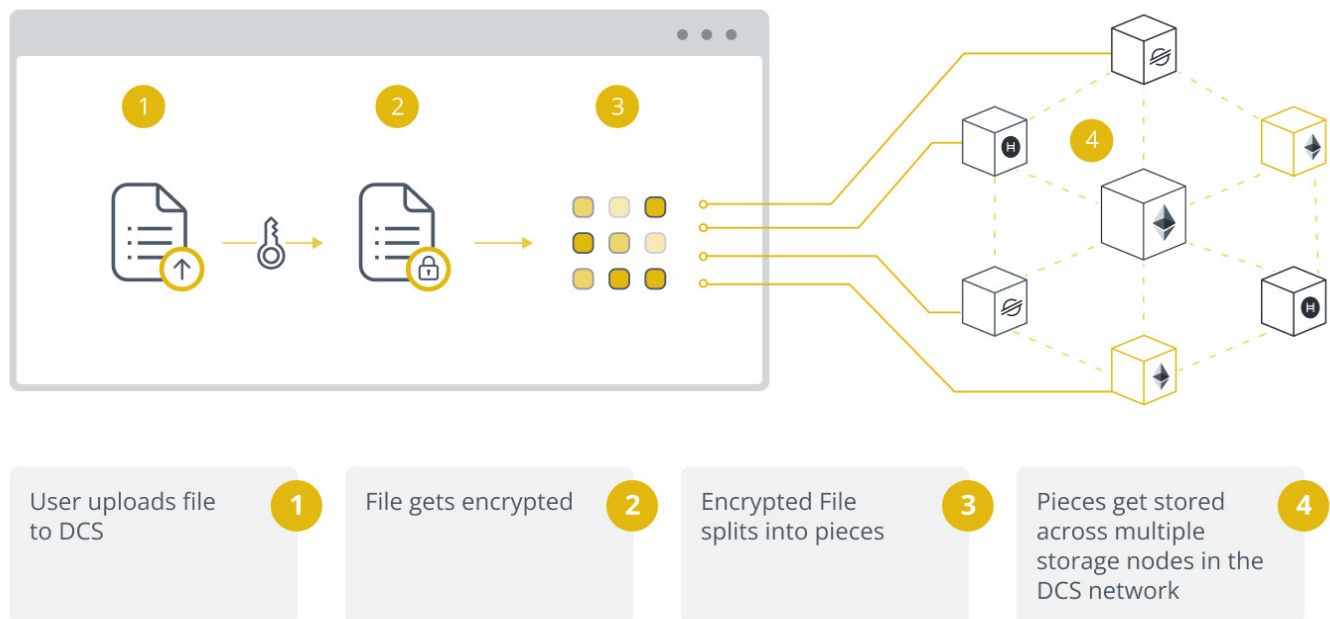 1
2
3
4
User uploads file
to DCS
1
File gets encrypted
2
Encrypted File
splits into pieces
3
Pieces get stored
across multiple
storage nodes in the
DCS network
4